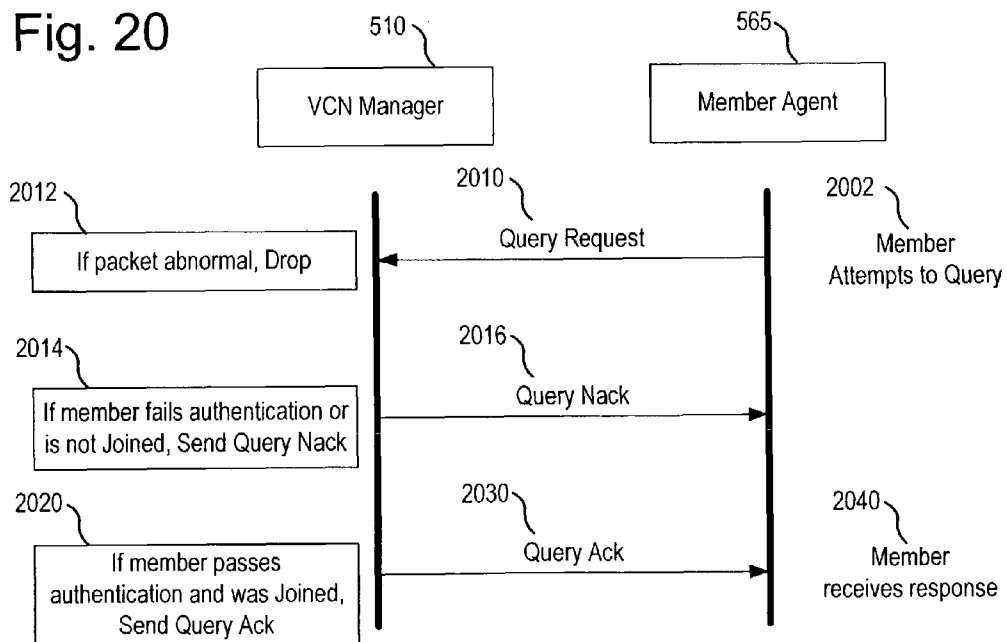 Fig. 20
510
565
VCN Manager
Member Agent
2012
2010
2002
If packet abnormal, Drop
Query Request
Member
Attempts to Query
2014
2016
If member fails authentication or
is not Joined, Send Query Nack
Query Nack
2020
2030
2040
If member passes
authentication and was Joined,
Send Query Ack
Query Ack
Member
receives response